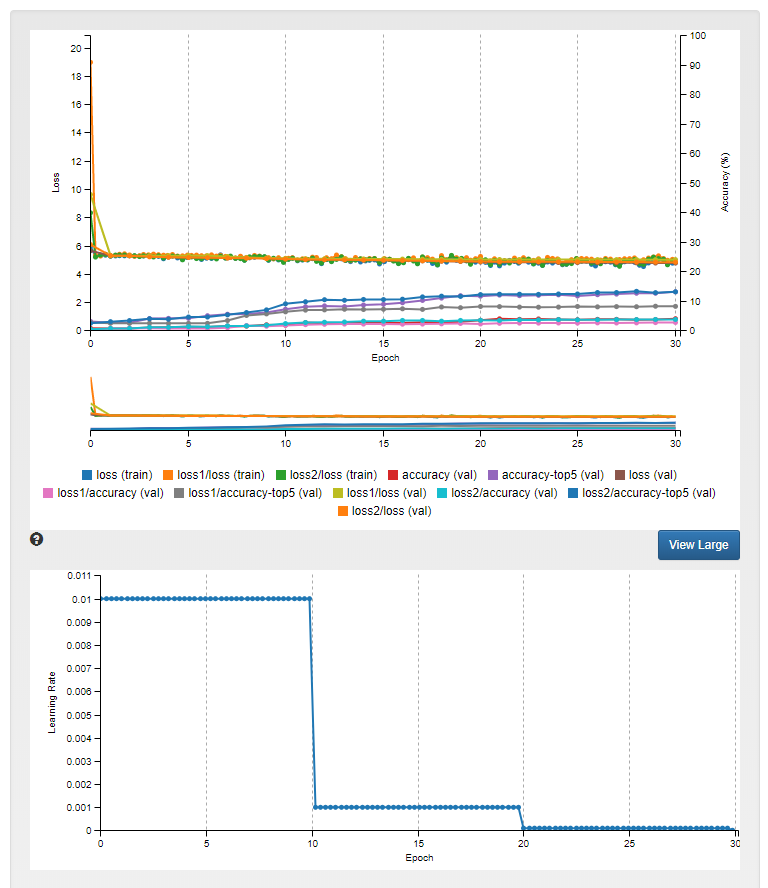 20
18
16
14
12
10
8
6
4
2
0
Loss
100
90
80
70
60
50
40
30
20
10
0
Accuracy (%)
0 5 10 15 20 25 30
Epoch
0 5 10 15 20 25 30
loss (train) loss1/loss (train) loss2/loss (train) accuracy (val) accuracy-top5 (val) loss (val)
loss1/accuracy (val) loss1/accuracy-top5 (val) loss1/loss (val) loss2/accuracy (val) loss2/accuracy-top5 (val)
loss2/loss (val)
?
View Large
0.011
0.01
0.009
0.008
0.007
0.006
0.005
0.004
0.003
0.002
0.001
0
Learning Rate
0 5 10 15 20 25 30
Epoch